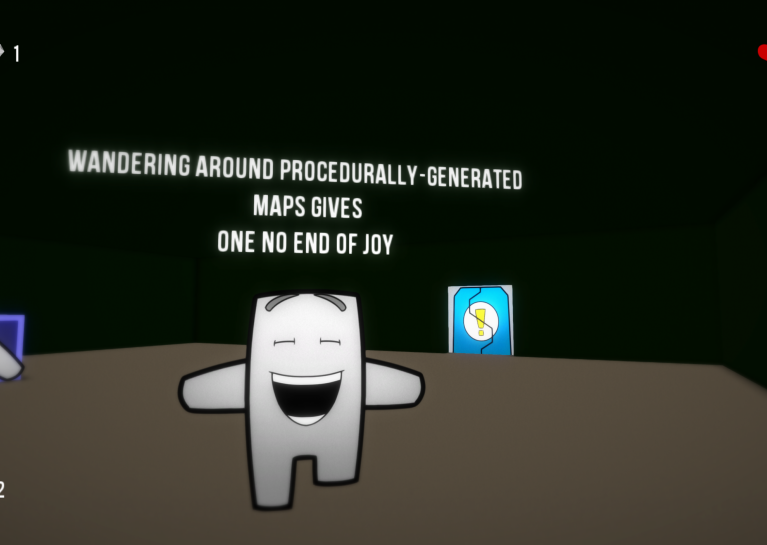 1
WANDERING AROUND PROCEDURALLY-GENERATED
MAPS GIVES
ONE NO END OF JOY
!
2